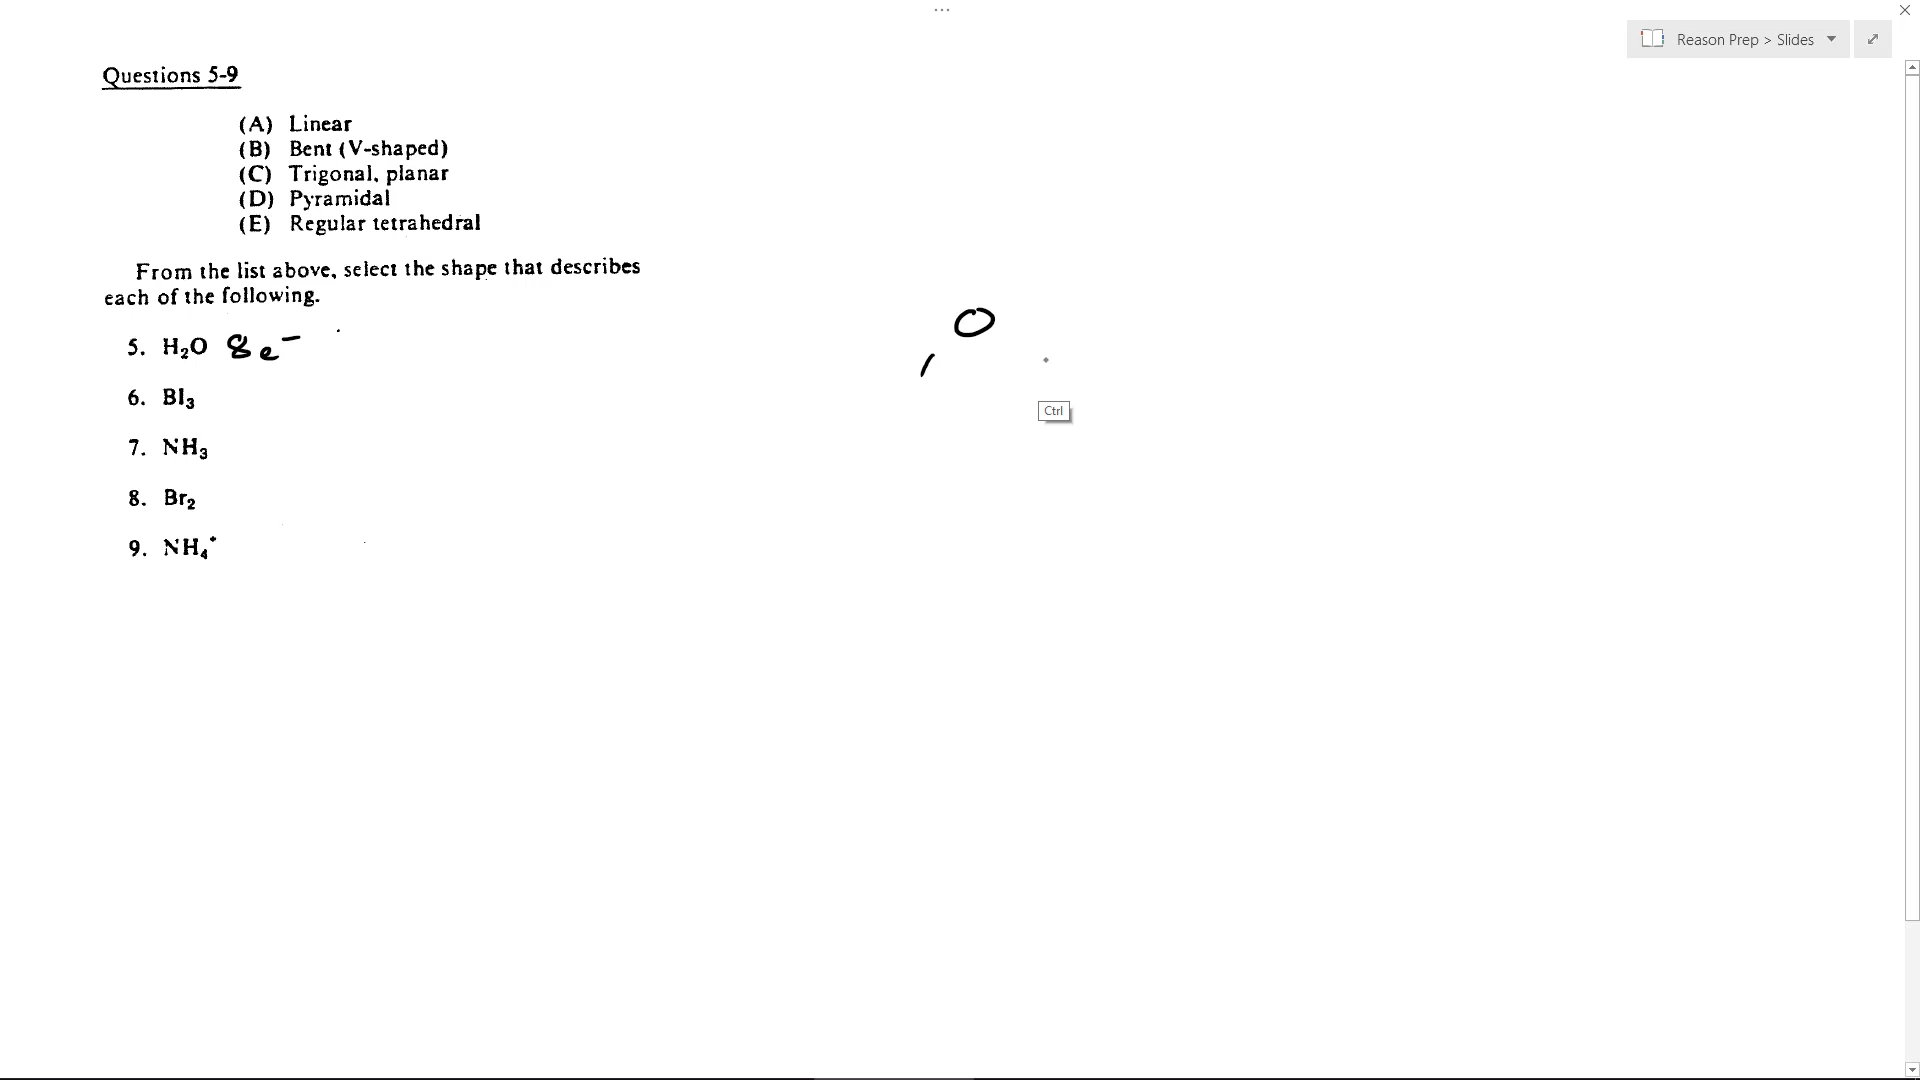 ...
Reason Prep > Slides
Questions 5-9
(A) Linear
(B) Bent (V-shaped)
(C) Trigonal, planar
(D) Pyramidal
(E) Regular tetrahedral
From the list above, select the shape that describes
each of the following.
5. H₂O 8e⁻
6. BI₃
7. NH₃
8. Br₂
9. NH₄⁺
O
Ctrl